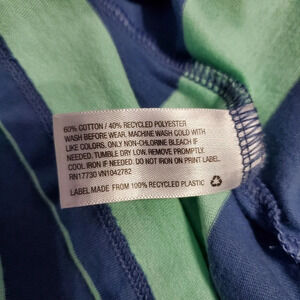 60% COTTON / 40% RECYCLED POLYESTER
WASH BEFORE WEAR. MACHINE WASH COLD WITH
LIKE COLORS. ONLY NON-CHLORINE BLEACH IF
NEEDED. TUMBLE DRY LOW. REMOVE PROMPTLY.
COOL IRON IF NEEDED. DO NOT IRON ON PRINT LABEL.
RN17730 VN1042782
LABEL MADE FROM 100% RECYCLED PLASTIC